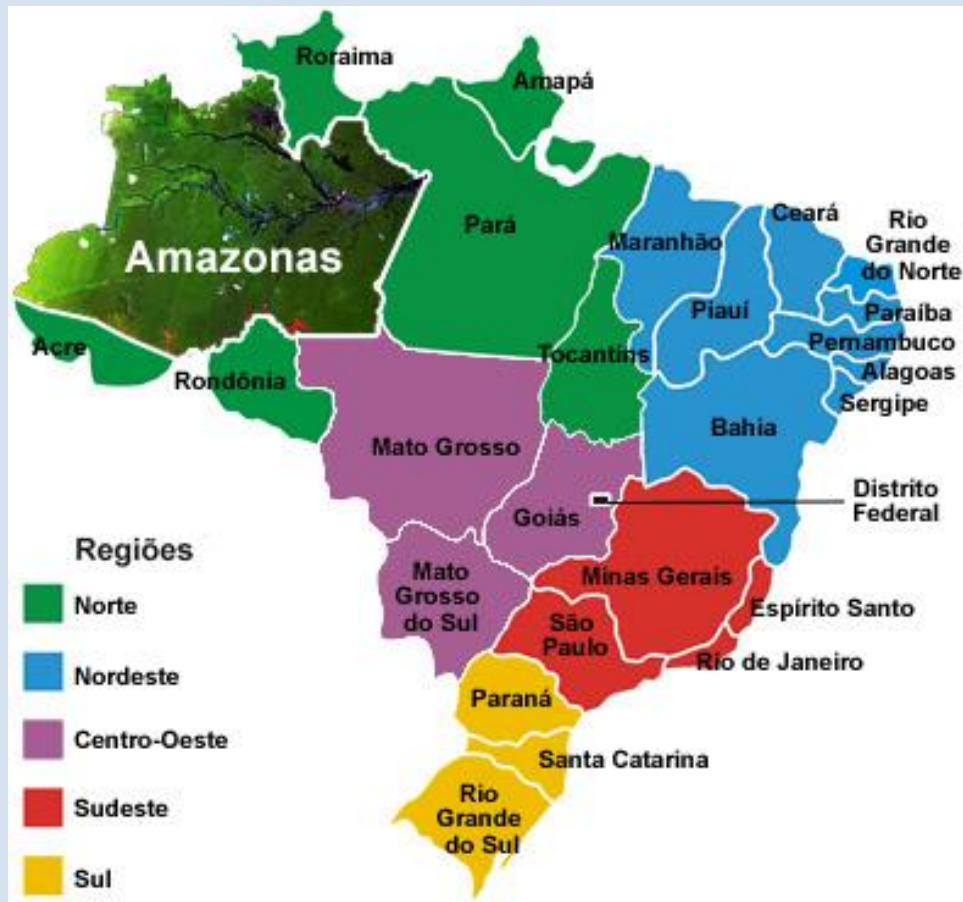 Roraima
Amapá
Amazonas
Pará
Maranhão
Ceará
Rio
Grande
do Norte
Piauí
Paraíba
Pernambuco
Alagoas
Sergipe
Acre
Rondônia
Tocantins
Bahia
Mato Grosso
Goiás
Distrito
Federal
Mato
Grosso
do Sul
Minas Gerais
Espírito Santo
São
Paulo
Rio de Janeiro
Paraná
Santa Catarina
Rio
Grande
do Sul
Regiões
Norte
Nordeste
Centro-Oeste
Sudeste
Sul